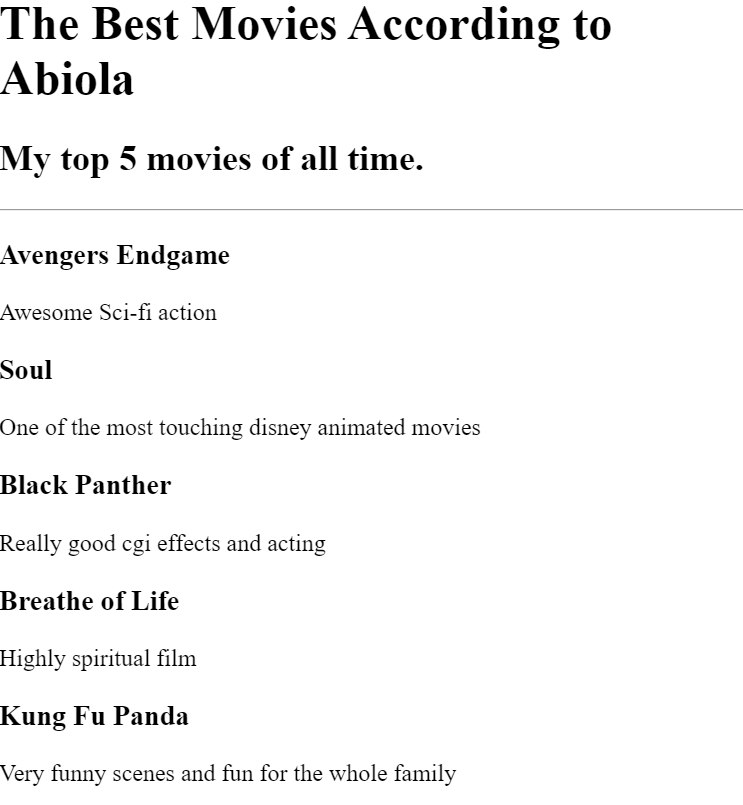 The Best Movies According to
Abiola
My top 5 movies of all time.
Avengers Endgame
Awesome Sci-fi action
Soul
One of the most touching disney animated movies
Black Panther
Really good cgi effects and acting
Breathe of Life
Highly spiritual film
Kung Fu Panda
Very funny scenes and fun for the whole family